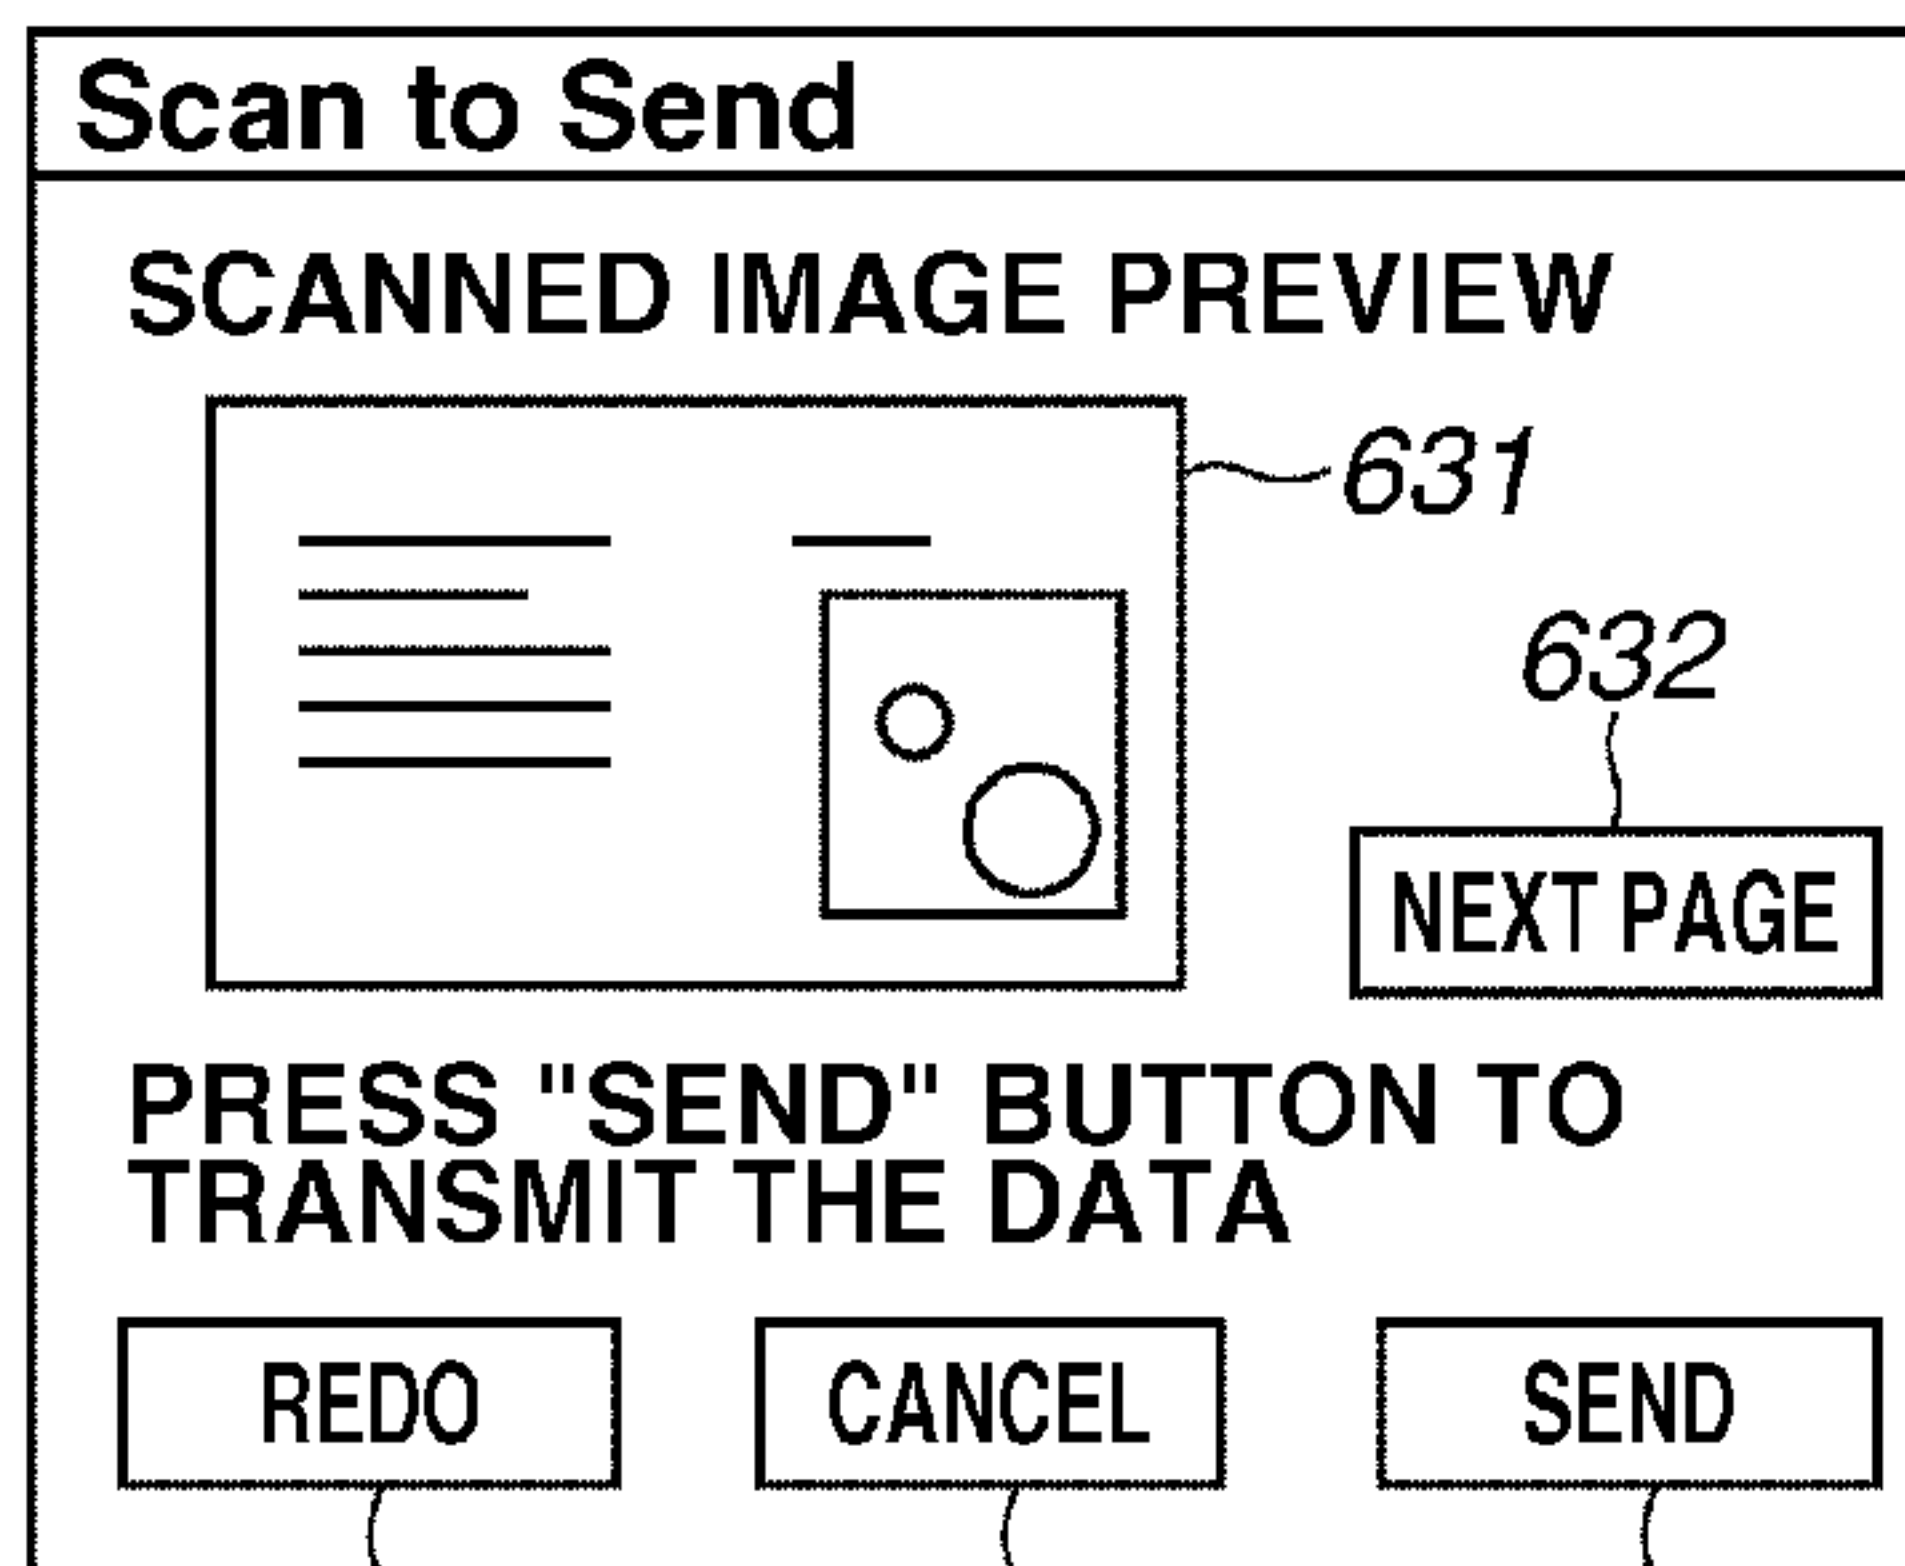 Scan to Send
SCANNED IMAGE PREVIEW
631
632
NEXT PAGE
PRESS "SEND" BUTTON TO
TRANSMIT THE DATA
REDO
CANCEL
SEND